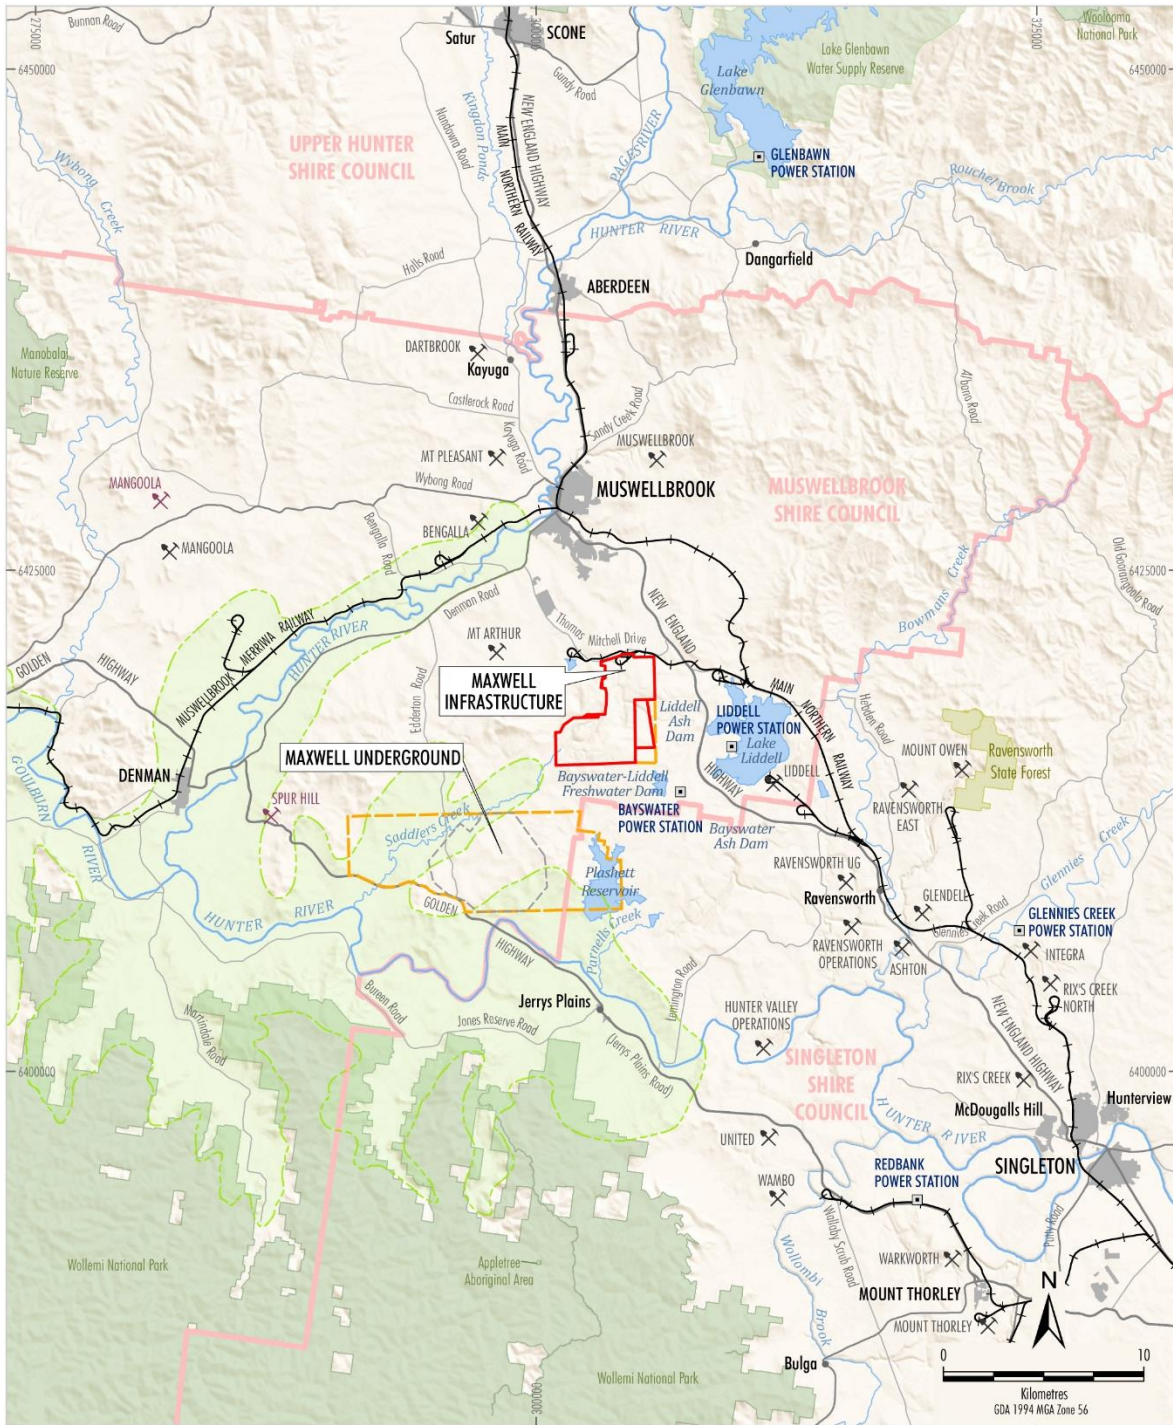 275000
300000
325000
Bunnan Road
Satur
SCONE
Woolooma
National Park
6450000
6450000
Gundy Road
Lake
Glenbawn
Lake Glenbawn
Water Supply Reserve
Kingdon Ponds
Nandowra Road
NEW ENGLAND HIGHWAY
MAIN NORTHERN RAILWAY
PAGES RIVER
UPPER HUNTER
SHIRE COUNCIL
GLENBAWN
POWER STATION
Wybong Creek
Rouchel Brook
HUNTER RIVER
Dangarfield
Halls Road
ABERDEEN
Manobalai
Nature Reserve
DARTBROOK
Kayuga
Castlerock Road
Kayuga Road
Sandy Creek Road
Albano Road
MT PLEASANT
MUSWELLBROOK
Wybong Road
MANGOOLA
MUSWELLBROOK
MUSWELLBROOK
SHIRE COUNCIL
BENGALLA
Bengalla Road
MANGOOLA
Old Goorangoola Road
6425000
6425000
Denman Road
NEW ENGLAND
HIGHWAY
Bowmans Creek
MUSWELLBROOK MERRIWA RAILWAY
HUNTER RIVER
Thomas Mitchell Drive
MT ARTHUR
GOLDEN
HIGHWAY
Edderton Road
MAXWELL
INFRASTRUCTURE
MAIN NORTHERN RAILWAY
Liddell
Ash
Dam
LIDDELL
POWER STATION
Lake
Liddell
Hebden Road
MOUNT OWEN
Ravensworth
State Forest
MAXWELL UNDERGROUND
DENMAN
LIDDELL
Bayswater-Liddell
Freshwater Dam
BAYSWATER
POWER STATION
Bayswater
Ash Dam
RAVENSWORTH
EAST
GOULBURN
RIVER
SPUR HILL
Saddlers Creek
Glennies Creek
RAVENSWORTH UG
Plashett
Reservoir
Ravensworth
GLENDELL
GOLDEN
HIGHWAY
HUNTER RIVER
Glennies Creek Road
GLENNIES CREEK
POWER STATION
Parnells Creek
RAVENSWORTH
OPERATIONS
ASHTON
INTEGRA
RIX'S CREEK
NORTH
Bureen Road
Lemington Road
Jerrys Plains
HUNTER VALLEY
OPERATIONS
Martindale Road
Jones Reserve Road
(Jerrys Plains Road)
NEW ENGLAND HIGHWAY
SINGLETON
SHIRE
COUNCIL
6400000
6400000
RIX'S CREEK
McDougalls Hill
Hunterview
HUNTER RIVER
UNITED
SINGLETON
REDBANK
POWER STATION
WAMBO
Putty Road
Wallaby Scrub Road
Wollombi
Brook
Wollemi National Park
Appletree
Aboriginal Area
WARKWORTH
MOUNT THORLEY
MOUNT THORLEY
N
Bulga
Wollemi National Park
0 10
Kilometres
GDA 1994 MGA Zone 56
300000